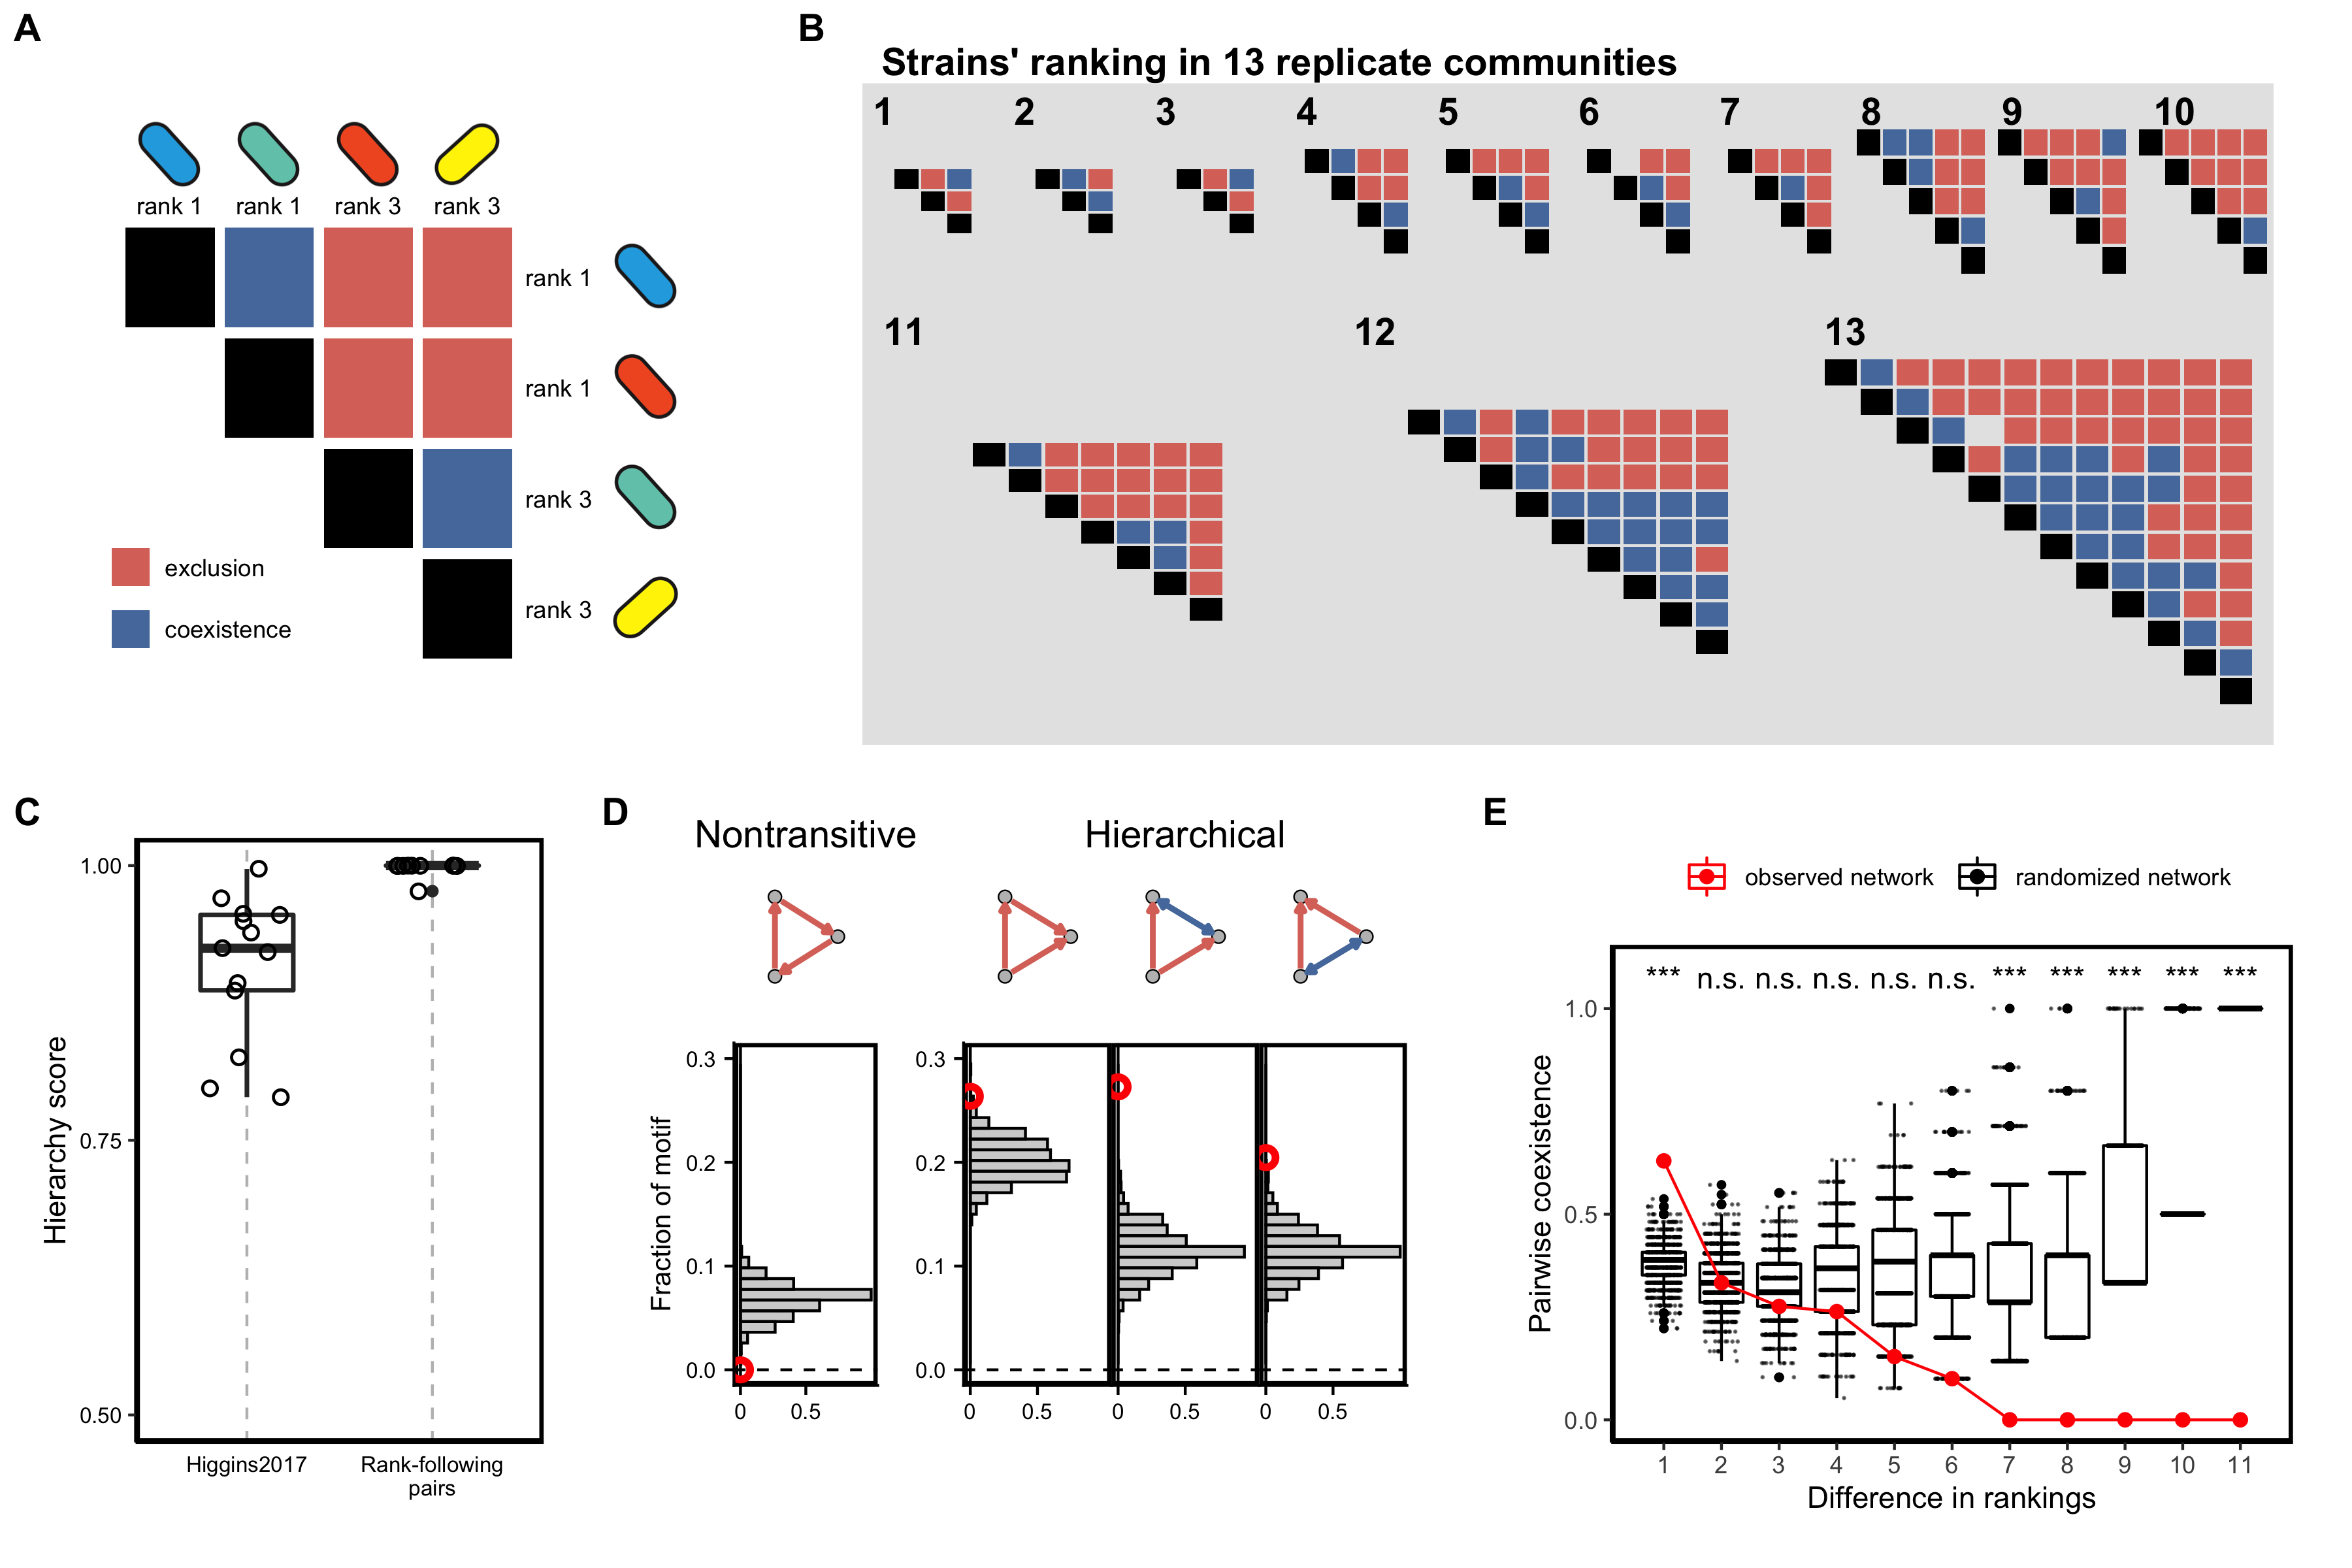 A
rank 1
rank 1
rank 3
rank 3
rank 1
rank 1
rank 3
rank 3
exclusion
coexistence
B
Strains' ranking in 13 replicate communities
1
2
3
4
5
6
7
8
9
10
11
12
13
C
Hierarchy score
1.00
0.75
0.50
Higgins2017
Rank-following
pairs
D
Nontransitive
Hierarchical
Fraction of motif
0.3
0.2
0.1
0.0
0.3
0.2
0.1
0.0
0
0.5
0
0.5
0
0.5
0
0.5
E
observed network
randomized network
*** n.s. n.s. n.s. n.s. n.s. *** *** *** *** ***
Pairwise coexistence
1.0
0.5
0.0
1 2 3 4 5 6 7 8 9 10 11
Difference in rankings